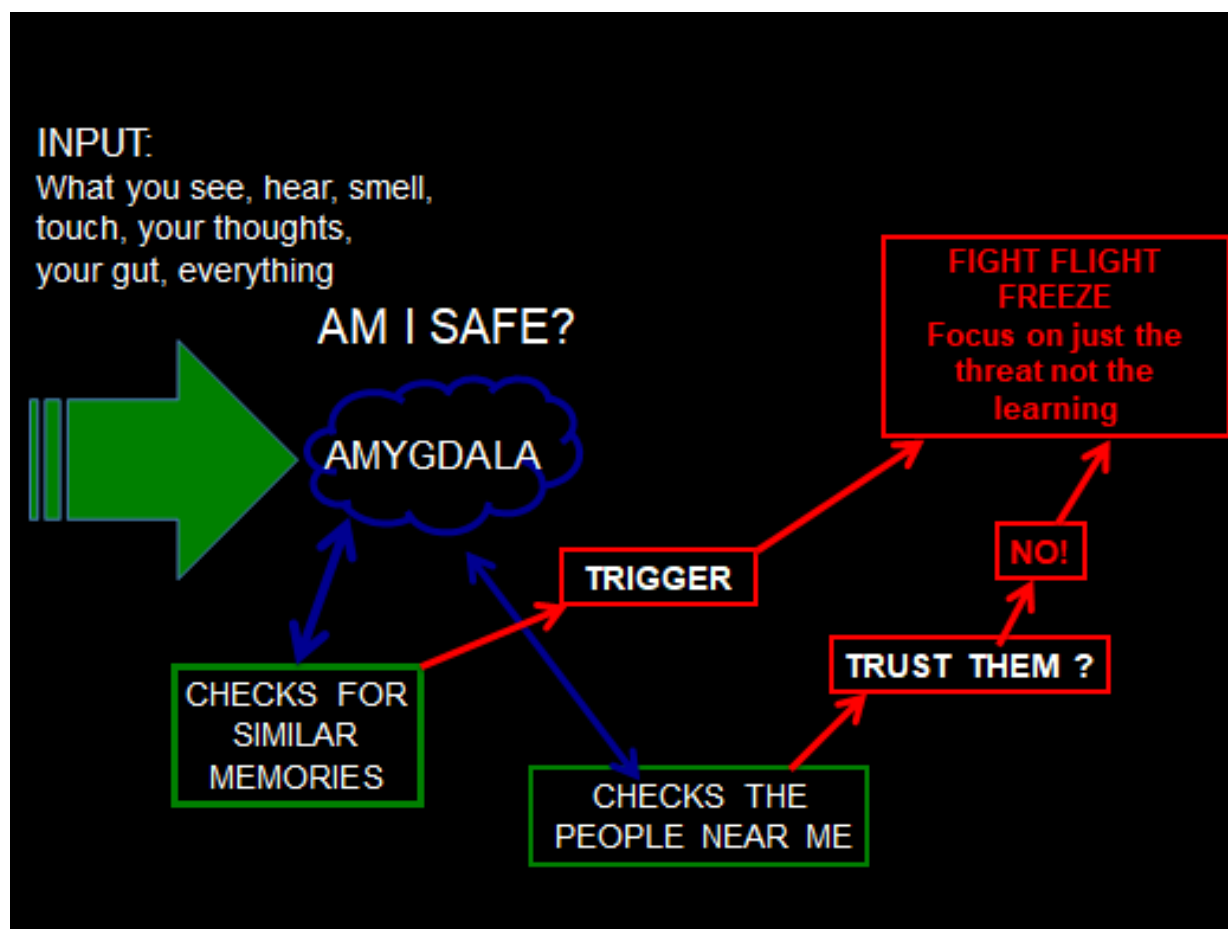 INPUT:
What you see, hear, smell,
touch, your thoughts,
your gut, everything
AM I SAFE?
AMYGDALA
FIGHT FLIGHT
FREEZE
Focus on just the
threat not the
learning
TRIGGER
NO!
TRUST THEM ?
CHECKS FOR
SIMILAR
MEMORIES
CHECKS THE
PEOPLE NEAR ME